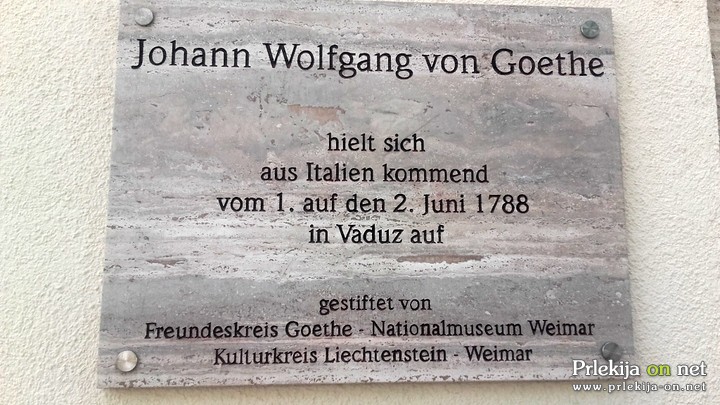 Johann Wolfgang von Goethe
hielt sich
aus Italien kommend
vom 1. auf den 2. Juni 1788
in Vaduz auf
gestiftet von
Freundeskreis Goethe - Nationalmuseum Weimar
Kulturkreis Liechtenstein - Weimar
Prlekija on net
www.prlekija-on.net